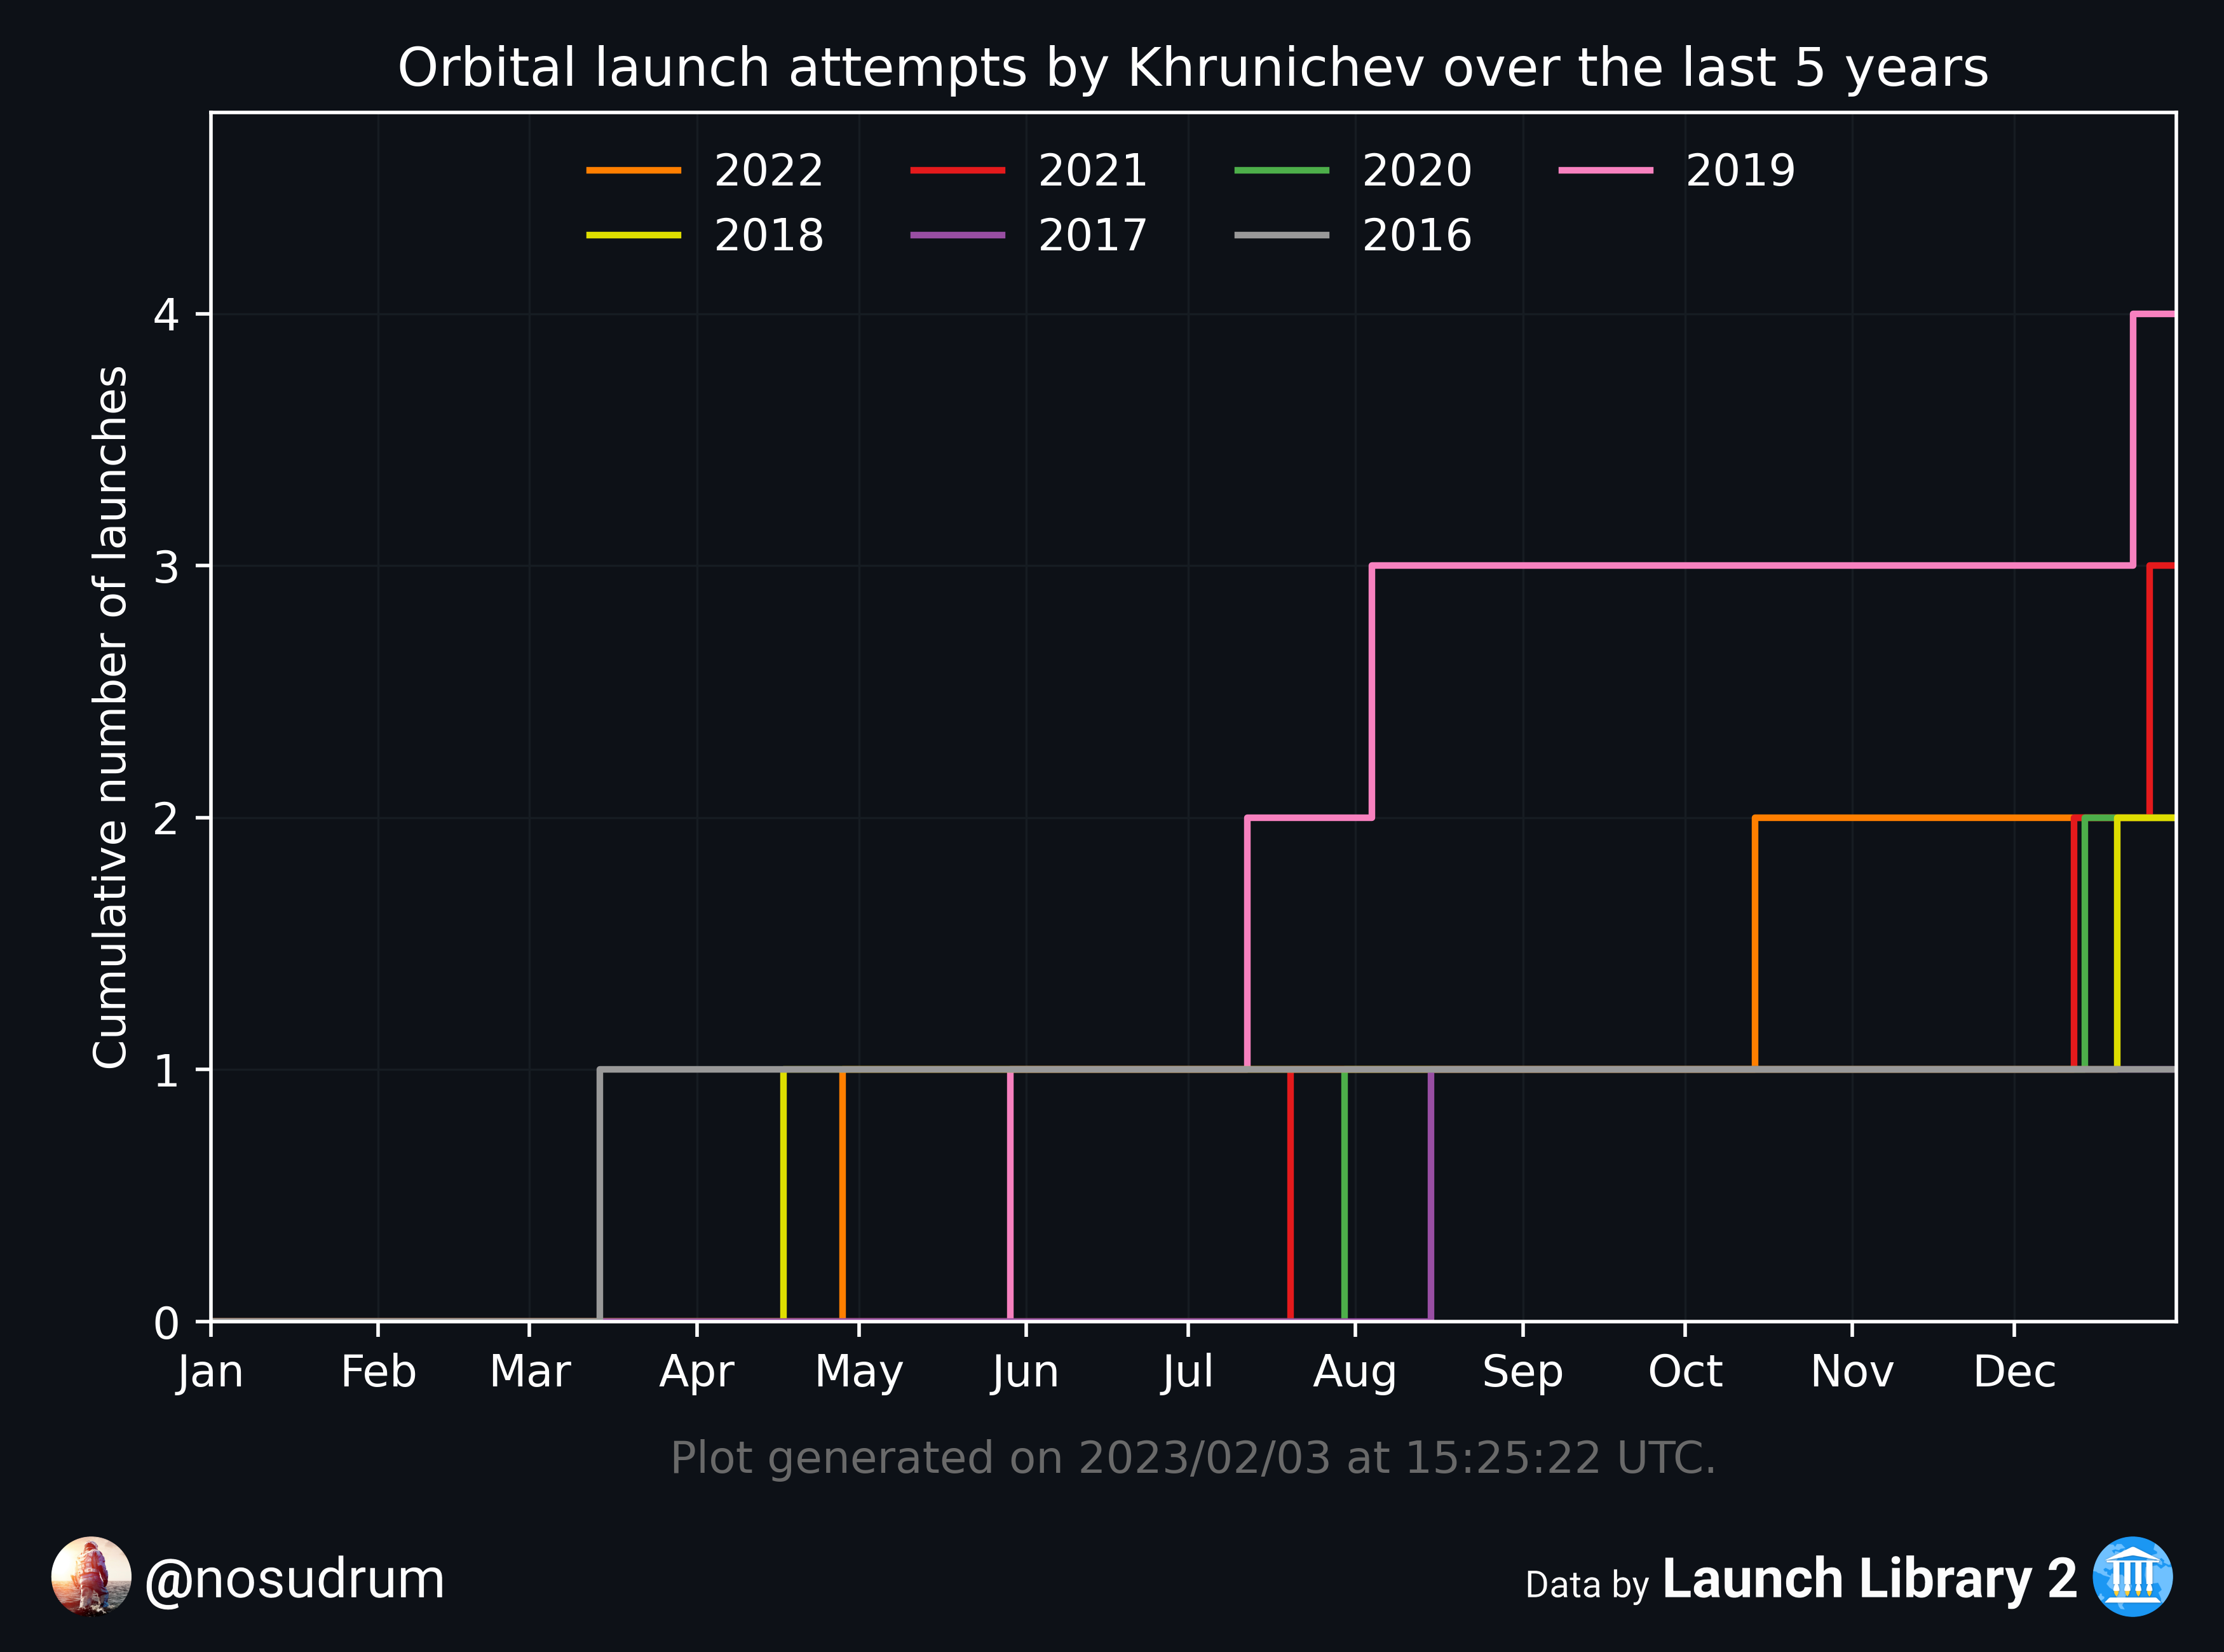 Orbital launch attempts by Khrunichev over the last 5 years
2022 2021 2020 2019
2018 2017 2016
Cumulative number of launches
4
3
2
1
0
Jan Feb Mar Apr May Jun Jul Aug Sep Oct Nov Dec
Plot generated on 2023/02/03 at 15:25:22 UTC.
@nosudrum
Data by Launch Library 2